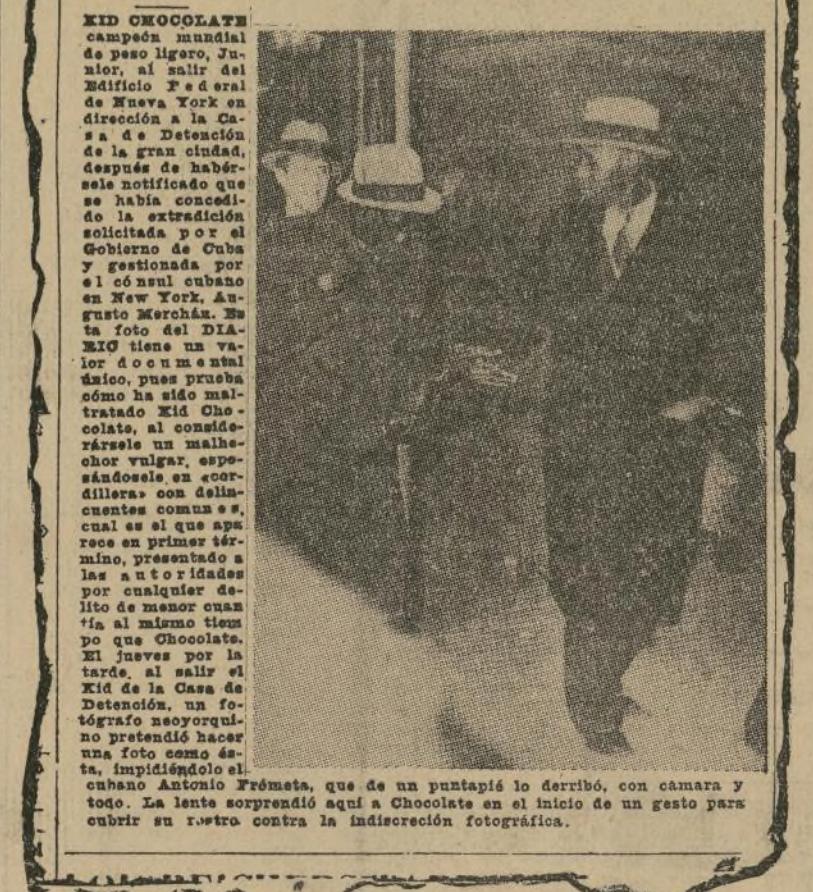 KID CHOCOLATE
campeón mundial
de peso ligero, Ju-
nior, al salir del
Edificio Federal
de Nueva York en
dirección a la Ca-
sa de Detención
de la gran ciudad,
después de habér-
sele notificado que
se había concedi-
do la extradición
solicitada por el
Gobierno de Cuba
y gestionada por
el cónsul cubano
en New York, Au-
gusto Merchán. Es
ta foto del DIA-
RIO tiene un va-
lor documental
único, pues prueba
cómo ha sido mal-
tratado Kid Cho-
colate, al conside-
rársele un malhe-
chor vulgar, espo-
sándosele en «cor-
dillera» con delin-
cuentes comunes,
cual es el que apa
rece en primer tér-
mino, presentado a
las autoridades
por cualquier de-
lito de menor cuan
tía al mismo tiem
po que Chocolate.
El jueves por la
tarde, al salir el
Kid de la Casa de
Detención, un fo-
tógrafo neoyorqui-
no pretendió hacer
una foto como és-
ta, impidiéndolo el
cubano Antonio Frómeta, que de un puntapié lo derribó, con cámara y
todo. La lente sorprendió aquí a Chocolate en el inicio de un gesto para
cubrir su rostro contra la indiscreción fotográfica.